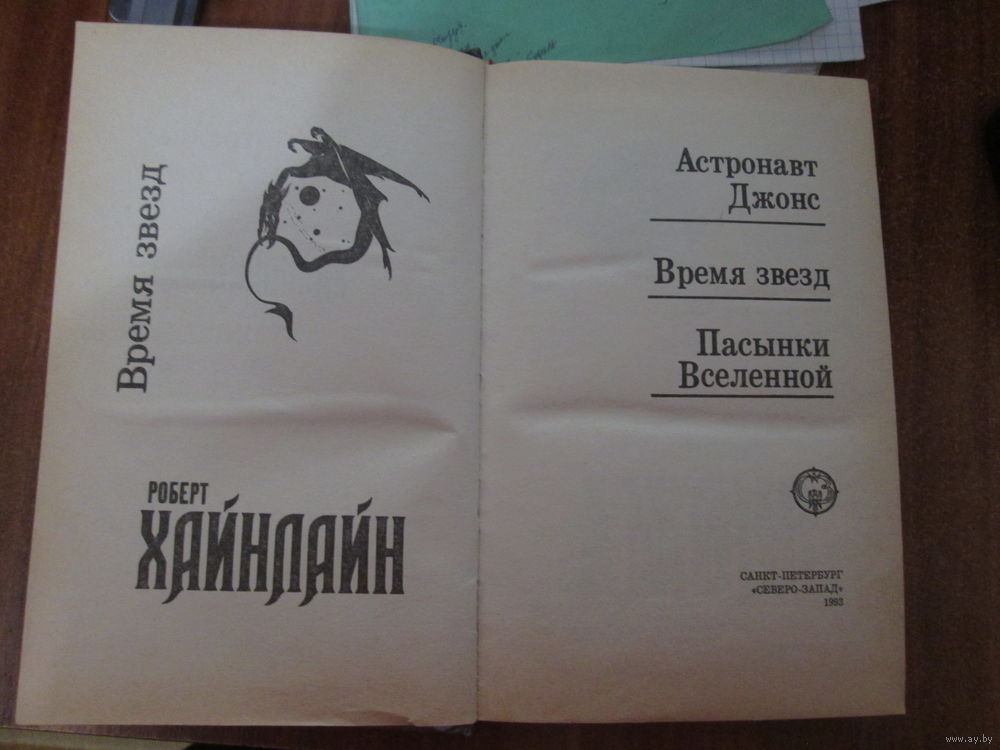 Время звезд
РОБЕРТ
ХАЙНЛАЙН
Астронавт
Джонс
Время звезд
Пасынки
Вселенной
САНКТ-ПЕТЕРБУРГ
«СЕВЕРО-ЗАПАД»
1993
www.ay.by